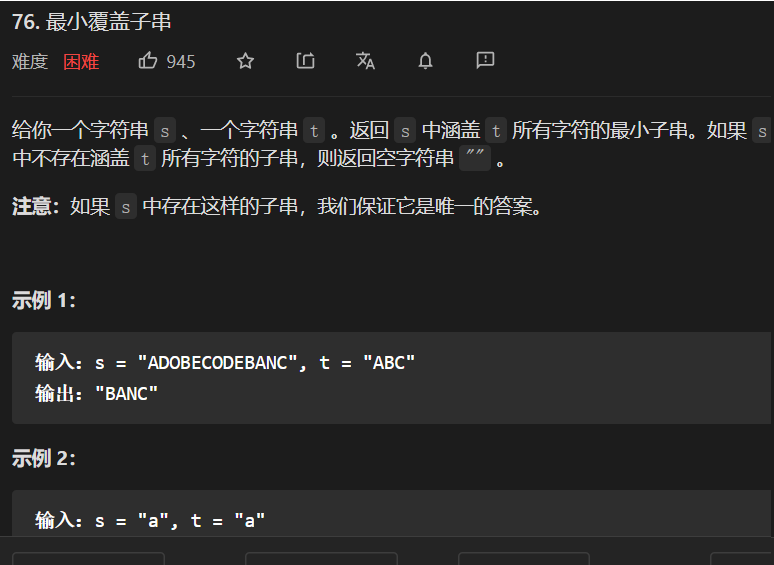 76. 最小覆盖子串
难度 困难 945
给你一个字符串 s 、一个字符串 t 。返回 s 中涵盖 t 所有字符的最小子串。如果 s
中不存在涵盖 t 所有字符的子串，则返回空字符串 "" 。
注意：如果 s 中存在这样的子串，我们保证它是唯一的答案。
示例 1：
输入：s = "ADOBECODEBANC", t = "ABC"
输出："BANC"
示例 2：
输入：s = "a", t = "a"